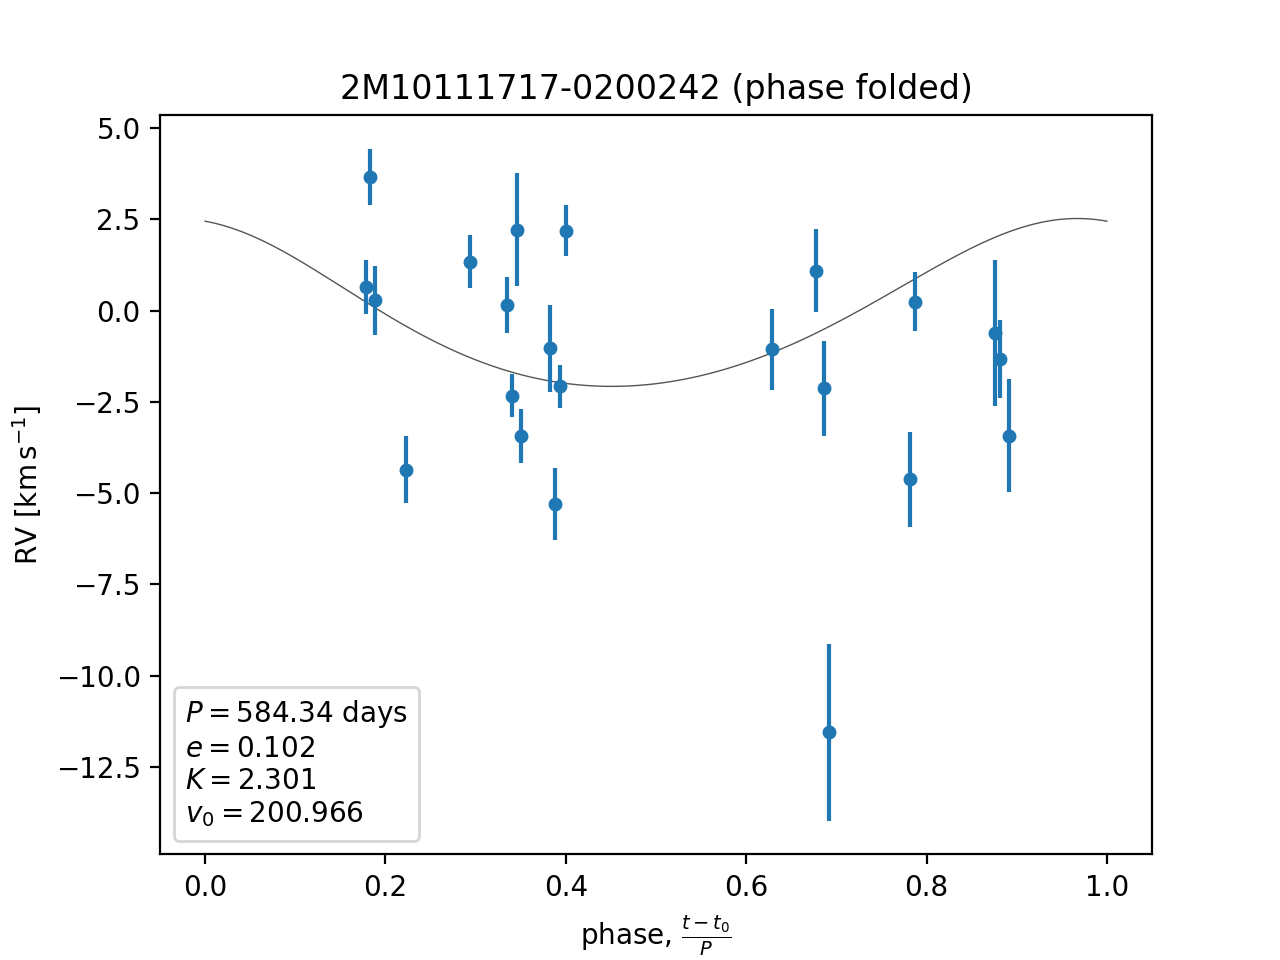 2M10111717-0200242 (phase folded)
5.0
2.5
0.0
−2.5
−5.0
−7.5
−10.0
−12.5
RV [km s⁻¹]
P = 584.34 days
e = 0.102
K = 2.301
v₀ = 200.966
0.0 0.2 0.4 0.6 0.8 1.0
phase, (t − t₀)/P